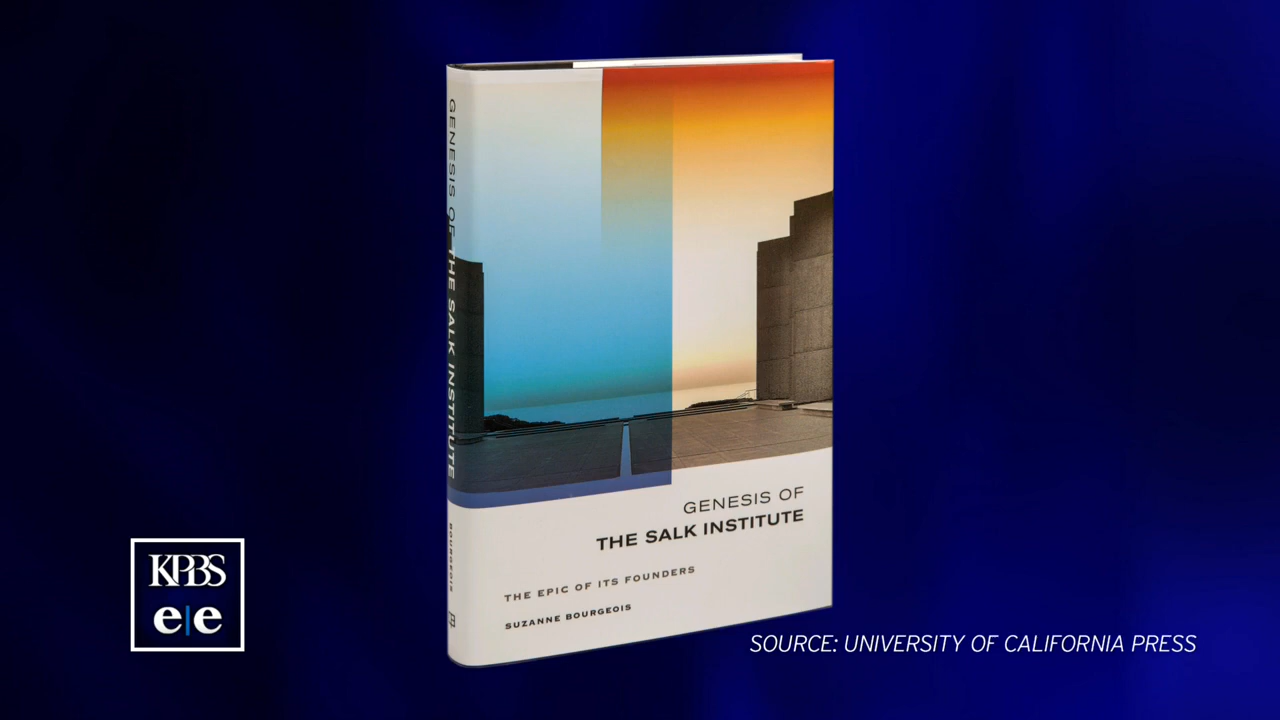 GENESIS OF THE SALK INSTITUTE
BOURGEOIS
GENESIS OF
THE SALK INSTITUTE
THE EPIC OF ITS FOUNDERS
SUZANNE BOURGEOIS
KPBS
e|e
SOURCE: UNIVERSITY OF CALIFORNIA PRESS